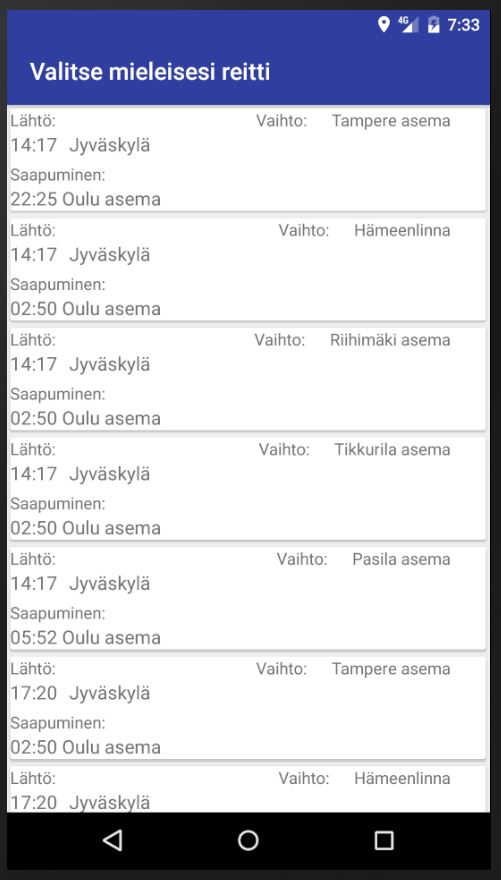 4G 7:33
Valitse mieleisesi reitti
Lähtö: Vaihto: Tampere asema
14:17 Jyväskylä
Saapuminen:
22:25 Oulu asema
Lähtö: Vaihto: Hämeenlinna
14:17 Jyväskylä
Saapuminen:
02:50 Oulu asema
Lähtö: Vaihto: Riihimäki asema
14:17 Jyväskylä
Saapuminen:
02:50 Oulu asema
Lähtö: Vaihto: Tikkurila asema
14:17 Jyväskylä
Saapuminen:
02:50 Oulu asema
Lähtö: Vaihto: Pasila asema
14:17 Jyväskylä
Saapuminen:
05:52 Oulu asema
Lähtö: Vaihto: Tampere asema
17:20 Jyväskylä
Saapuminen:
02:50 Oulu asema
Lähtö: Vaihto: Hämeenlinna
17:20 Jyväskylä